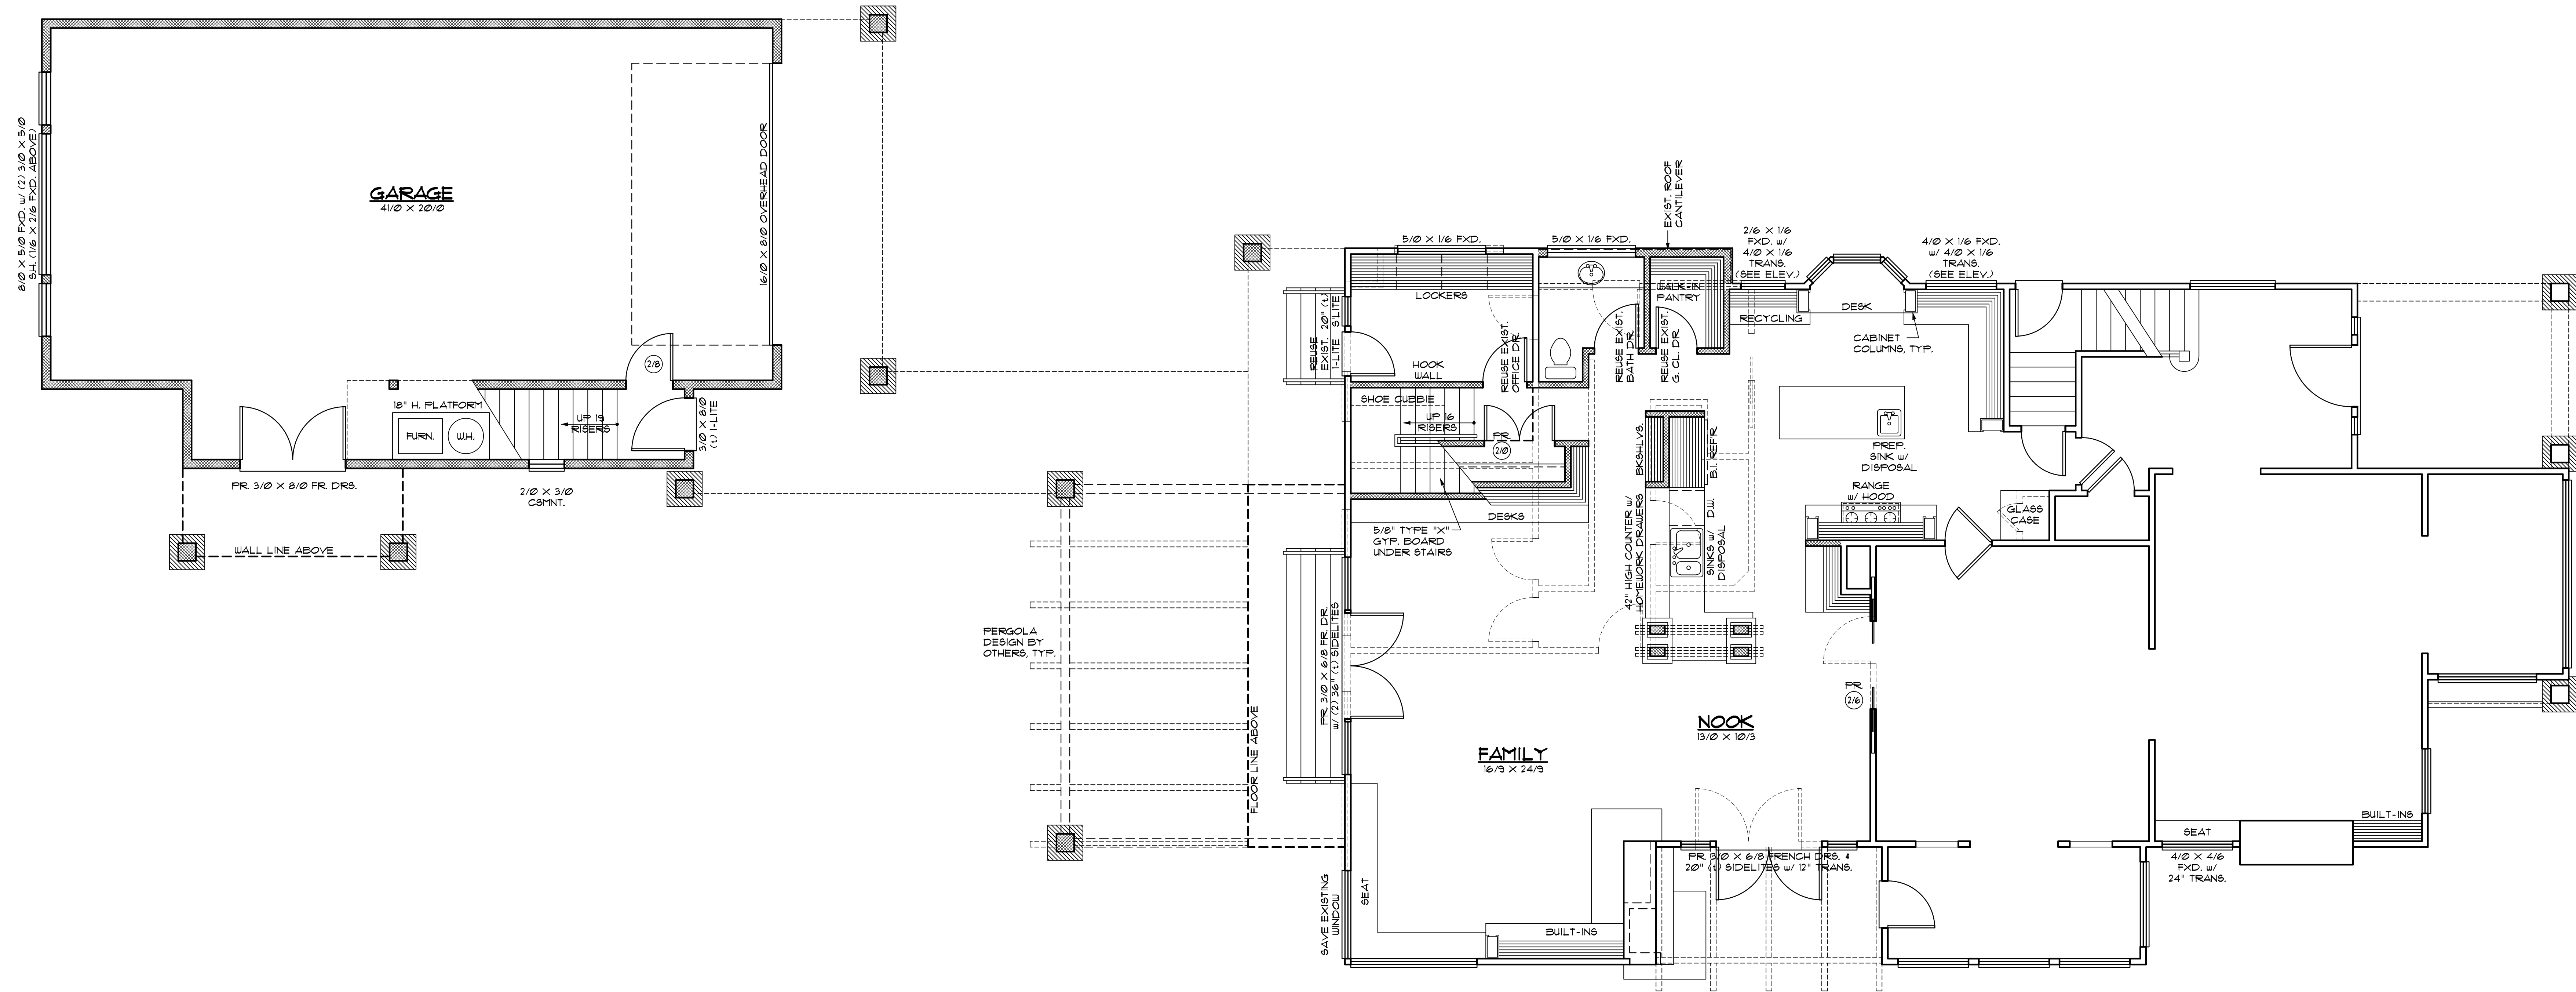 8/0 X 5/0 FXD. w/ (2) 3/0 X 5/0
S.H. (1/6 X 2/6 FXD. ABOVE)
GARAGE
41/0 X 20/0
16/0 X 8/0 OVERHEAD DOOR
2/8
18" H. PLATFORM
FURN.
W.H.
UP 19
RISERS
3/0 X 8/0
(t) 1-LITE
PR. 3/0 X 8/0 FR. DRS.
2/0 X 3/0
CSMNT.
WALL LINE ABOVE
PERGOLA
DESIGN BY
OTHERS, TYP.
FLOOR LINE ABOVE
5/0 X 1/6 FXD.
5/0 X 1/6 FXD.
EXIST. ROOF
CANTILEVER
2/6 X 1/6
FXD. w/
4/0 X 1/6
TRANS.
(SEE ELEV.)
4/0 X 1/6 FXD.
w/ 4/0 X 1/6
TRANS.
(SEE ELEV.)
LOCKERS
REUSE
EXIST. 20" (t)
1-LITE S'LITE
HOOK
WALL
REUSE EXIST.
OFFICE DR.
REUSE EXIST.
BATH DR.
REUSE EXIST.
G. CL. DR.
WALK-IN
PANTRY
RECYCLING
DESK
CABINET
COLUMNS, TYP.
SHOE CUBBIE
UP 16
RISERS
PR.
2/0
DESKS
5/8" TYPE "X"
GYP. BOARD
UNDER STAIRS
BKSHLVS.
B.I. REF'R
42" HIGH COUNTER w/
HOMEWORK DRAWERS
D.W.
SINKS w/
DISPOSAL
PREP.
SINK w/
DISPOSAL
RANGE
w/ HOOD
GLASS
CASE
PR. 3/0 X 6/8 FR. DR.
w/ (2) 36" (t) SIDELITES
PR.
2/6
NOOK
13/0 X 10/3
FAMILY
16/9 X 24/9
SAVE EXISTING
WINDOW
SEAT
BUILT-INS
PR. 3/0 X 6/8 FRENCH DRS. &
20" (t) SIDELITES w/ 12" TRANS.
SEAT
BUILT-INS
4/0 X 4/6
FXD. w/
24" TRANS.